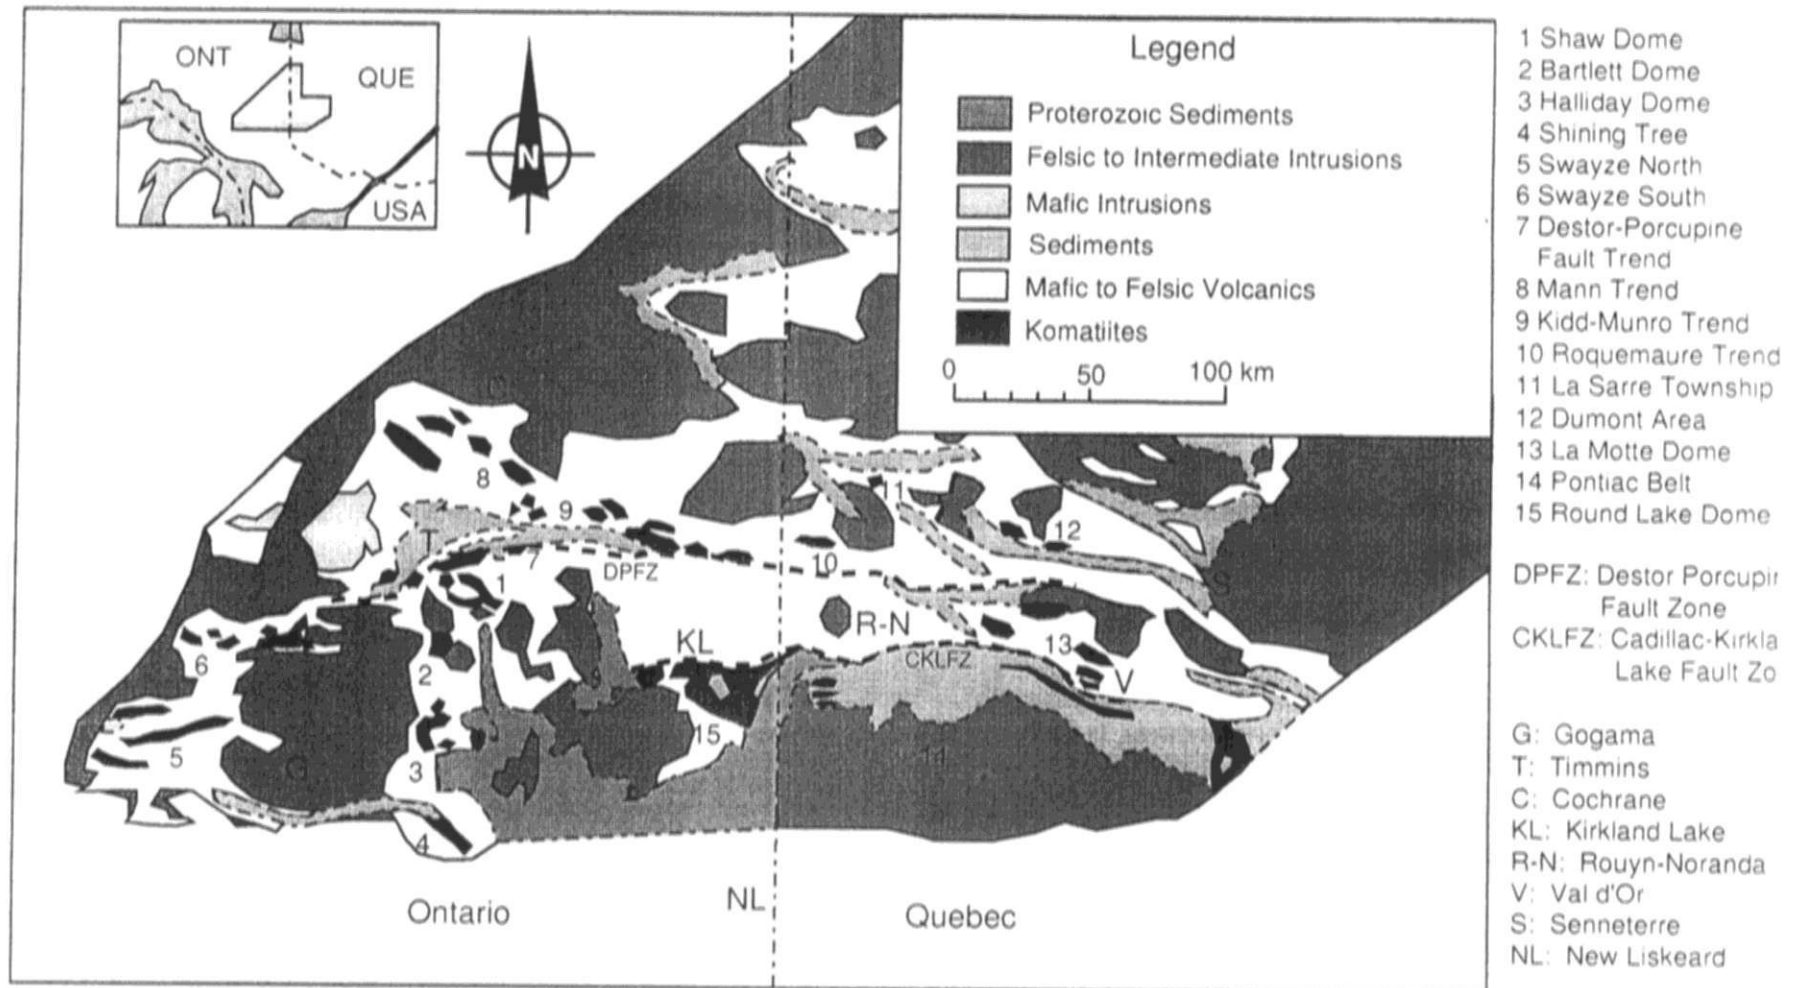 ONT
QUE
USA
N
Legend
Proterozoic Sediments
Felsic to Intermediate Intrusions
Mafic Intrusions
Sediments
Mafic to Felsic Volcanics
Komatiites
0 50 100 km
1 Shaw Dome
2 Bartlett Dome
3 Halliday Dome
4 Shining Tree
5 Swayze North
6 Swayze South
7 Destor-Porcupine
Fault Trend
8 Mann Trend
9 Kidd-Munro Trend
10 Roquemaure Trend
11 La Sarre Township
12 Dumont Area
13 La Motte Dome
14 Pontiac Belt
15 Round Lake Dome
DPFZ: Destor Porcupin
Fault Zone
CKLFZ: Cadillac-Kirkla
Lake Fault Zo
G: Gogama
T: Timmins
C: Cochrane
KL: Kirkland Lake
R-N: Rouyn-Noranda
V: Val d'Or
S: Senneterre
NL: New Liskeard
C
8
9
11
12
T
7
DPFZ
10
1
S
R-N
KL
CKLFZ
13
V
6
2
5
G
3
15
14
4
Ontario
NL
Quebec